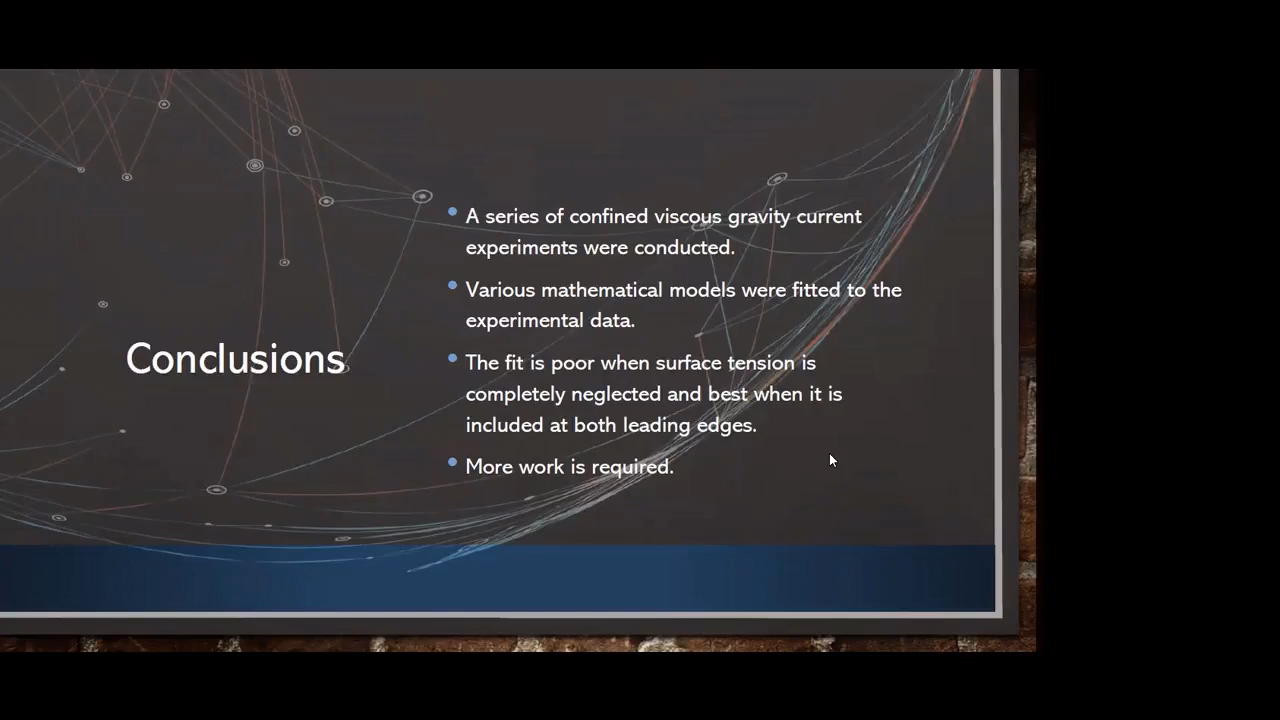 Conclusions
A series of confined viscous gravity current
experiments were conducted.
Various mathematical models were fitted to the
experimental data.
The fit is poor when surface tension is
completely neglected and best when it is
included at both leading edges.
More work is required.